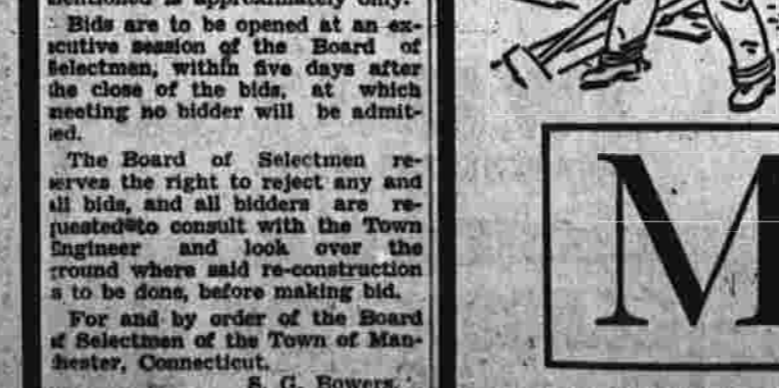 mentioned is approximately only.
Bids are to be opened at an ex-
ecutive session of the Board of
Selectmen, within five days after
the close of the bids, at which
meeting no bidder will be admit-
ted.
The Board of Selectmen re-
serves the right to reject any and
all bids, and all bidders are re-
quested to consult with the Town
Engineer and look over the
ground where said re-construction
is to be done, before making bid.
For and by order of the Board
of Selectmen of the Town of Man-
chester, Connecticut.
S. G. Bowers,
M